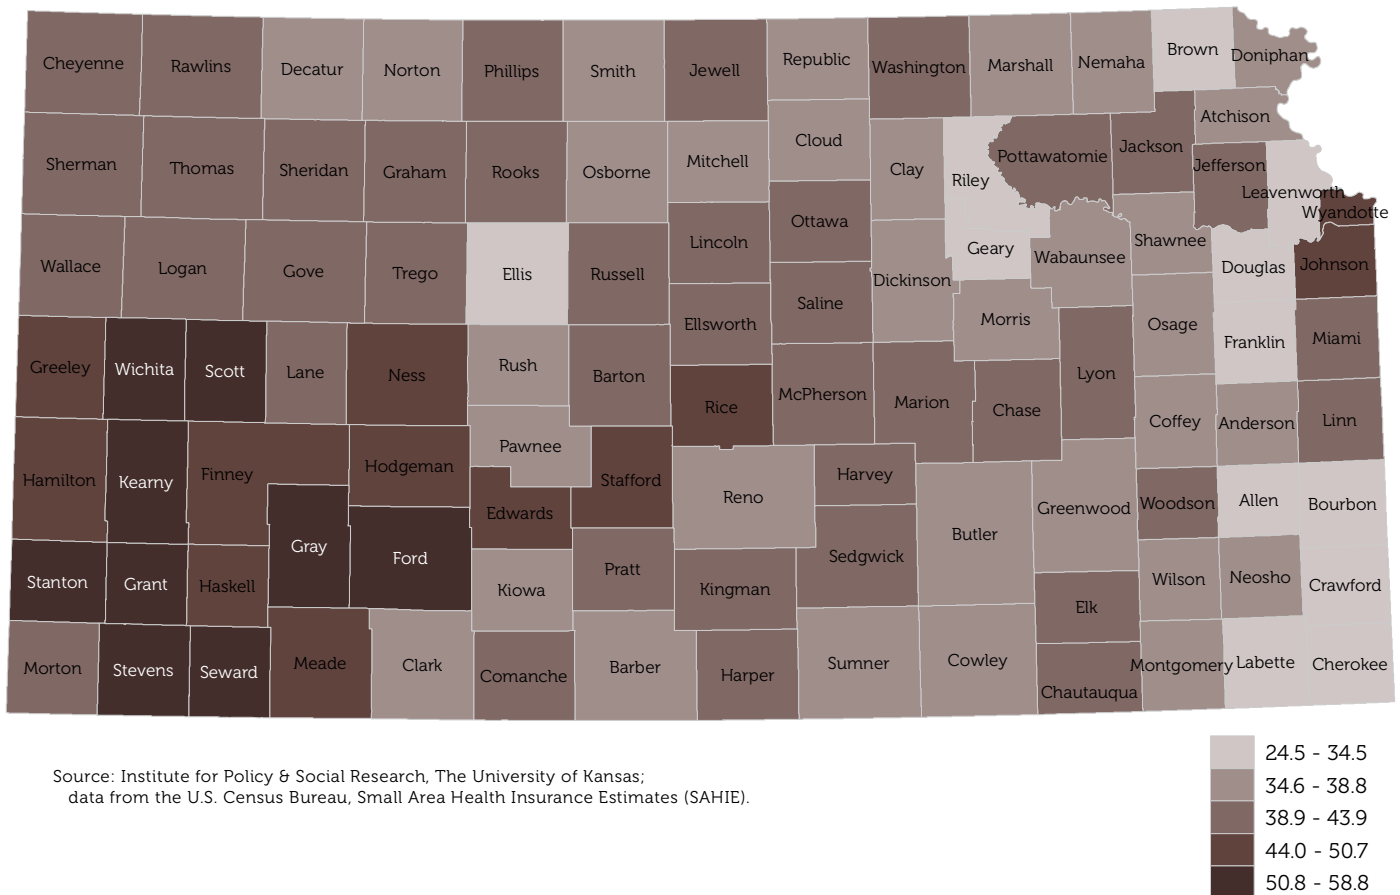 Cheyenne
Rawlins
Decatur
Norton
Phillips
Smith
Jewell
Republic
Washington
Marshall
Nemaha
Brown
Doniphan
Sherman
Thomas
Sheridan
Graham
Rooks
Osborne
Mitchell
Cloud
Clay
Riley
Pottawatomie
Jackson
Atchison
Jefferson
Leavenworth
Wyandotte
Wallace
Logan
Gove
Trego
Ellis
Russell
Lincoln
Ottawa
Dickinson
Geary
Wabaunsee
Shawnee
Douglas
Johnson
Ellsworth
Saline
Morris
Osage
Franklin
Miami
Greeley
Wichita
Scott
Lane
Ness
Rush
Barton
Rice
McPherson
Marion
Chase
Lyon
Coffey
Anderson
Linn
Hamilton
Kearny
Finney
Hodgeman
Pawnee
Edwards
Stafford
Reno
Harvey
Butler
Greenwood
Woodson
Allen
Bourbon
Stanton
Grant
Haskell
Gray
Ford
Kiowa
Pratt
Kingman
Sedgwick
Elk
Wilson
Neosho
Crawford
Morton
Stevens
Seward
Meade
Clark
Comanche
Barber
Harper
Sumner
Cowley
Chautauqua
Montgomery
Labette
Cherokee
Source: Institute for Policy & Social Research, The University of Kansas;
data from the U.S. Census Bureau, Small Area Health Insurance Estimates (SAHIE).
24.5 - 34.5
34.6 - 38.8
38.9 - 43.9
44.0 - 50.7
50.8 - 58.8